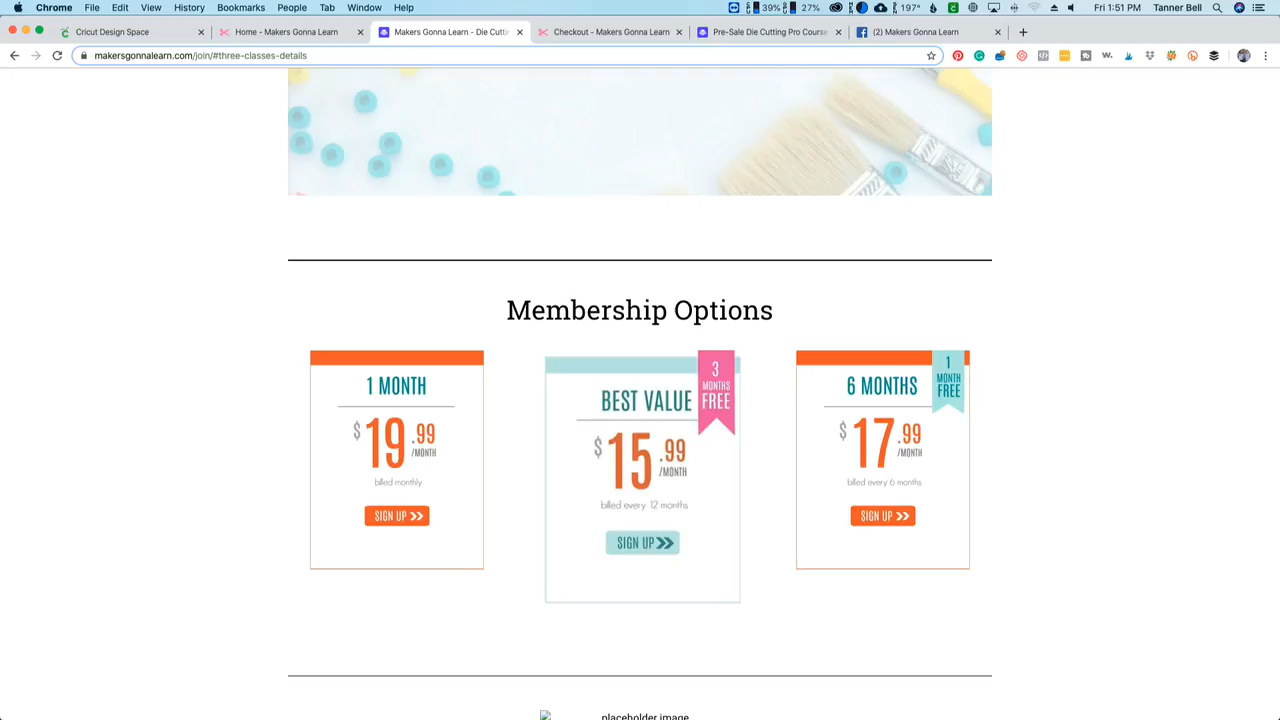 Chrome File Edit View History Bookmarks People Tab Window Help 39% 27% 197° Fri 1:51 PM Tanner Bell
Cricut Design Space
Home - Makers Gonna Learn
Makers Gonna Learn - Die Cutti
Checkout - Makers Gonna Learn
Pre-Sale Die Cutting Pro Course
(2) Makers Gonna Learn
makersgonnalearn.com/join/#three-classes-details
Membership Options
1 MONTH
$19.99
/MONTH
billed monthly
SIGN UP
3
MONTHS
FREE
BEST VALUE
$15.99
/MONTH
billed every 12 months
SIGN UP
1
MONTH
FREE
6 MONTHS
$17.99
/MONTH
billed every 6 months
SIGN UP
placeholder image